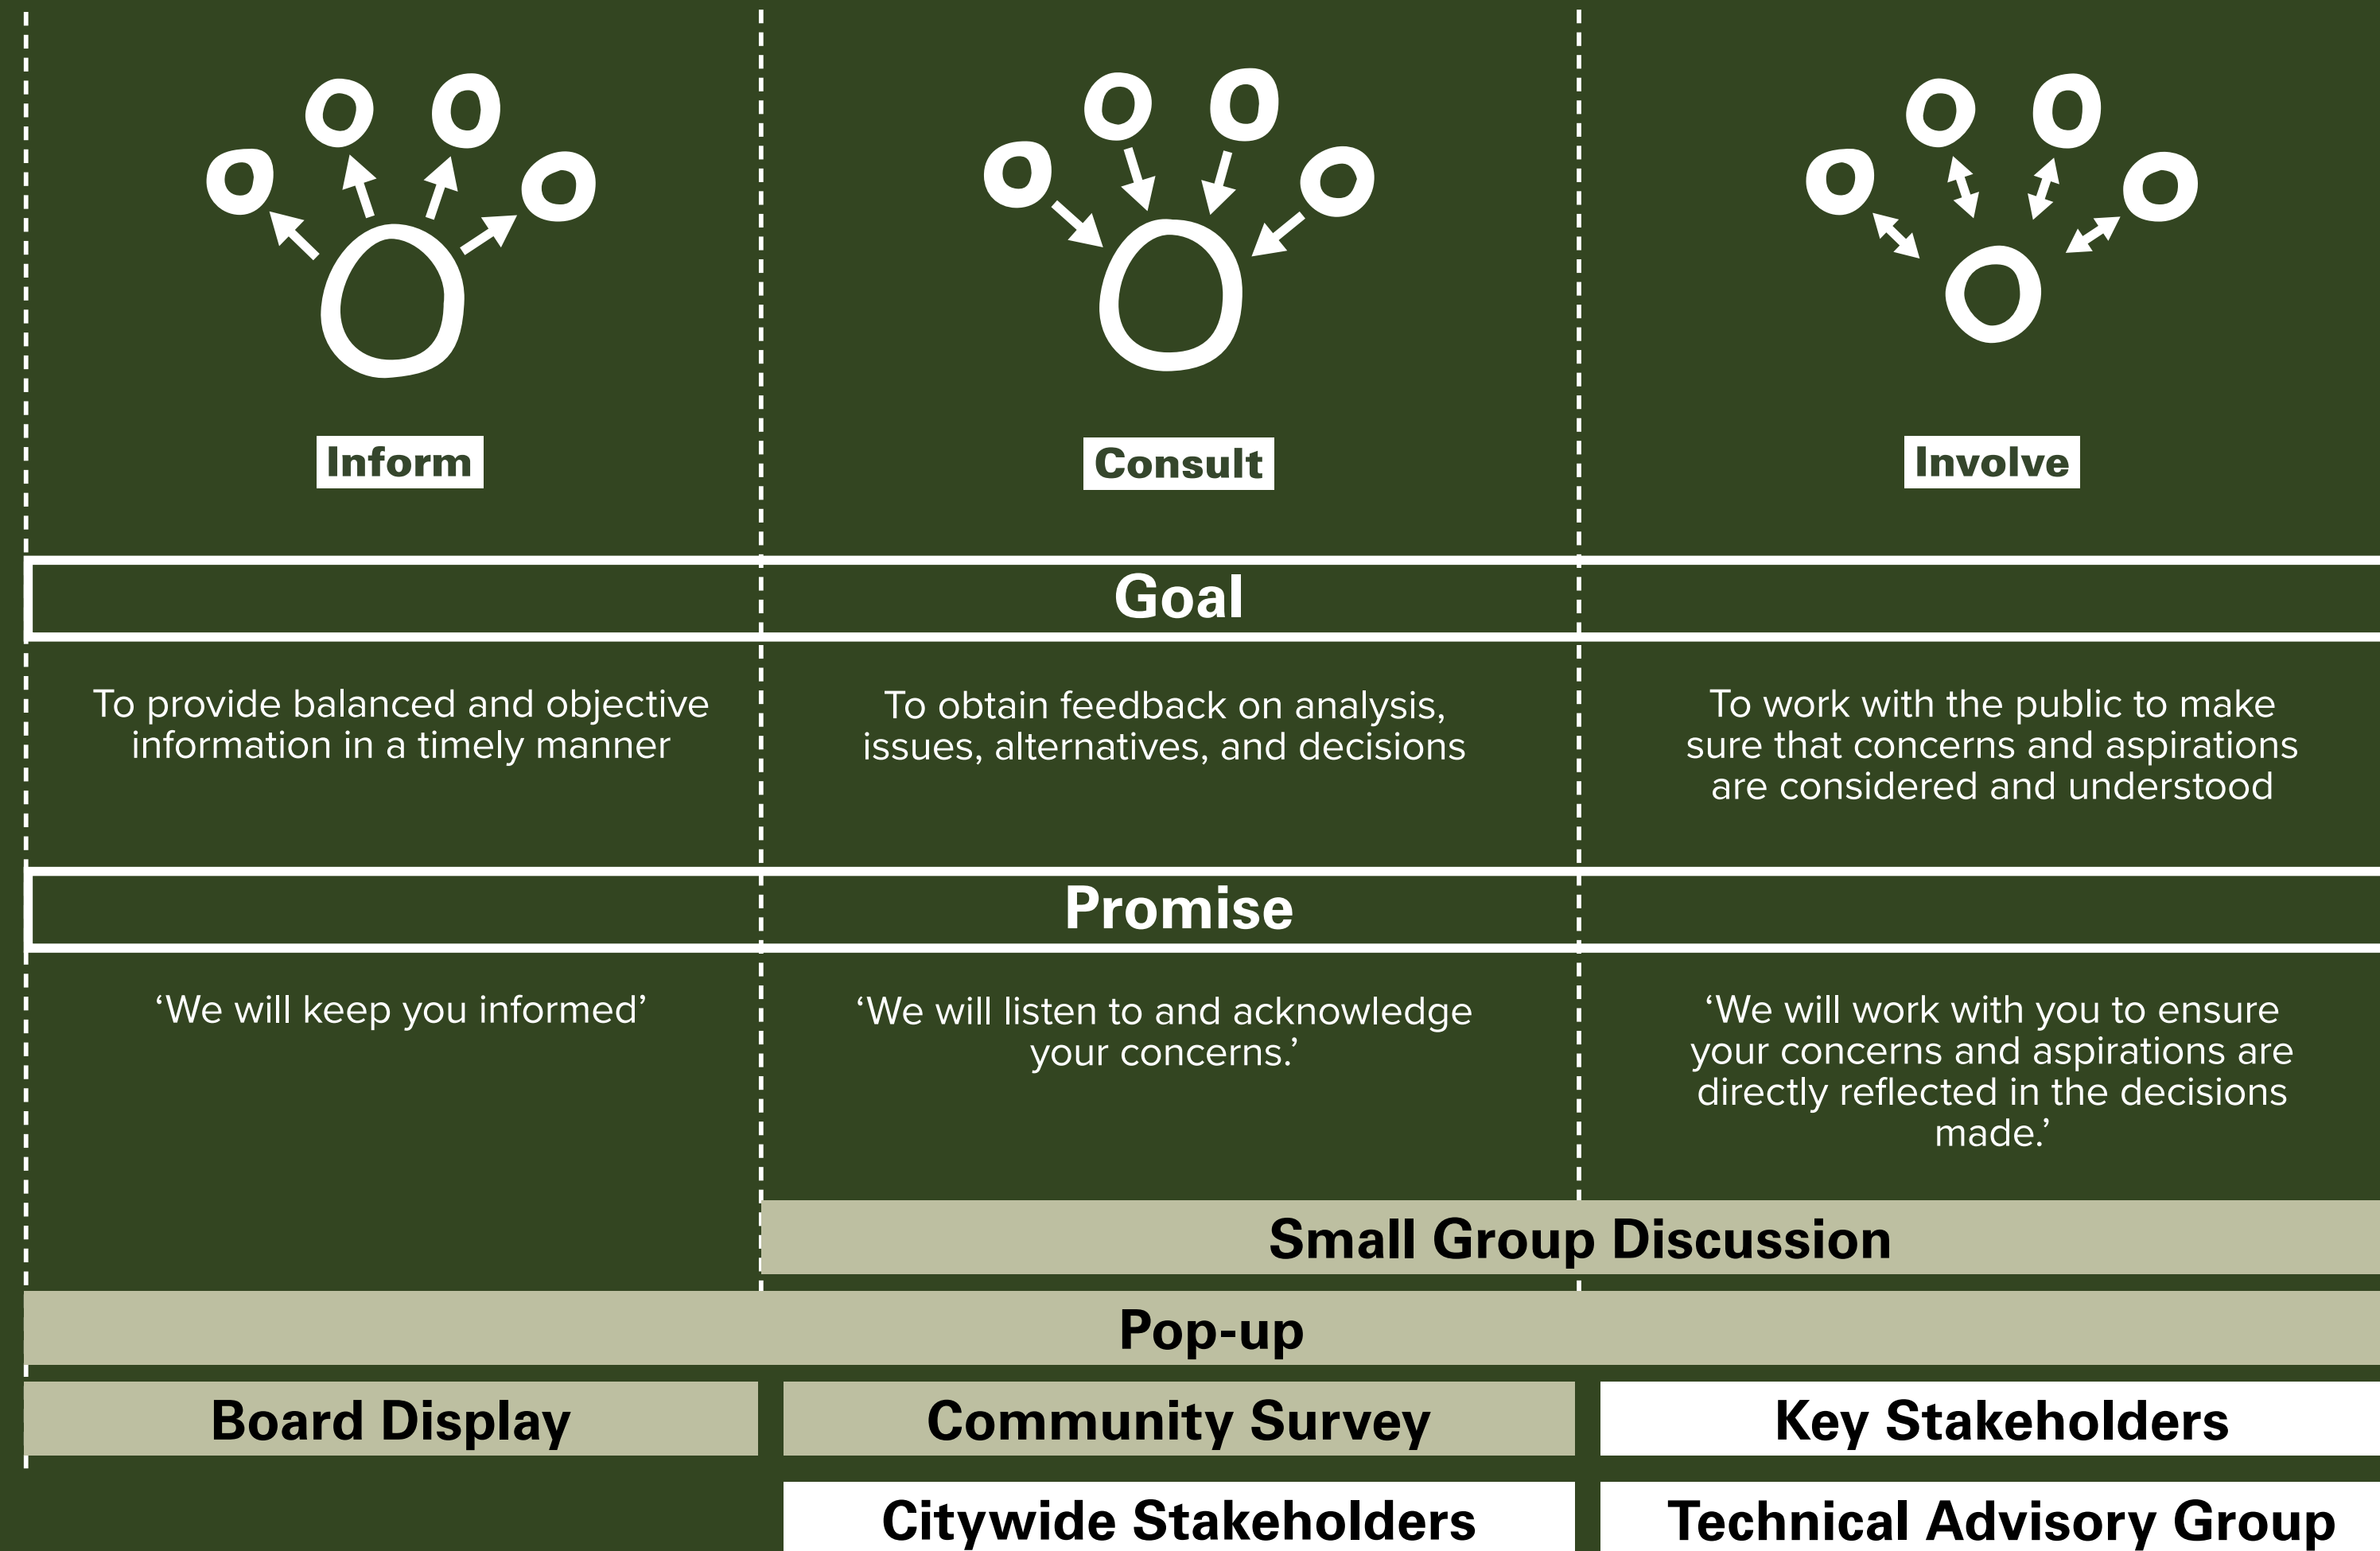 Inform
Consult
Involve
Goal
To provide balanced and objective
information in a timely manner
To obtain feedback on analysis,
issues, alternatives, and decisions
To work with the public to make
sure that concerns and aspirations
are considered and understood
Promise
‘We will keep you informed’
‘We will listen to and acknowledge
your concerns.’
‘We will work with you to ensure
your concerns and aspirations are
directly reflected in the decisions
made.’
Small Group Discussion
Pop-up
Board Display
Community Survey
Key Stakeholders
Citywide Stakeholders
Technical Advisory Group